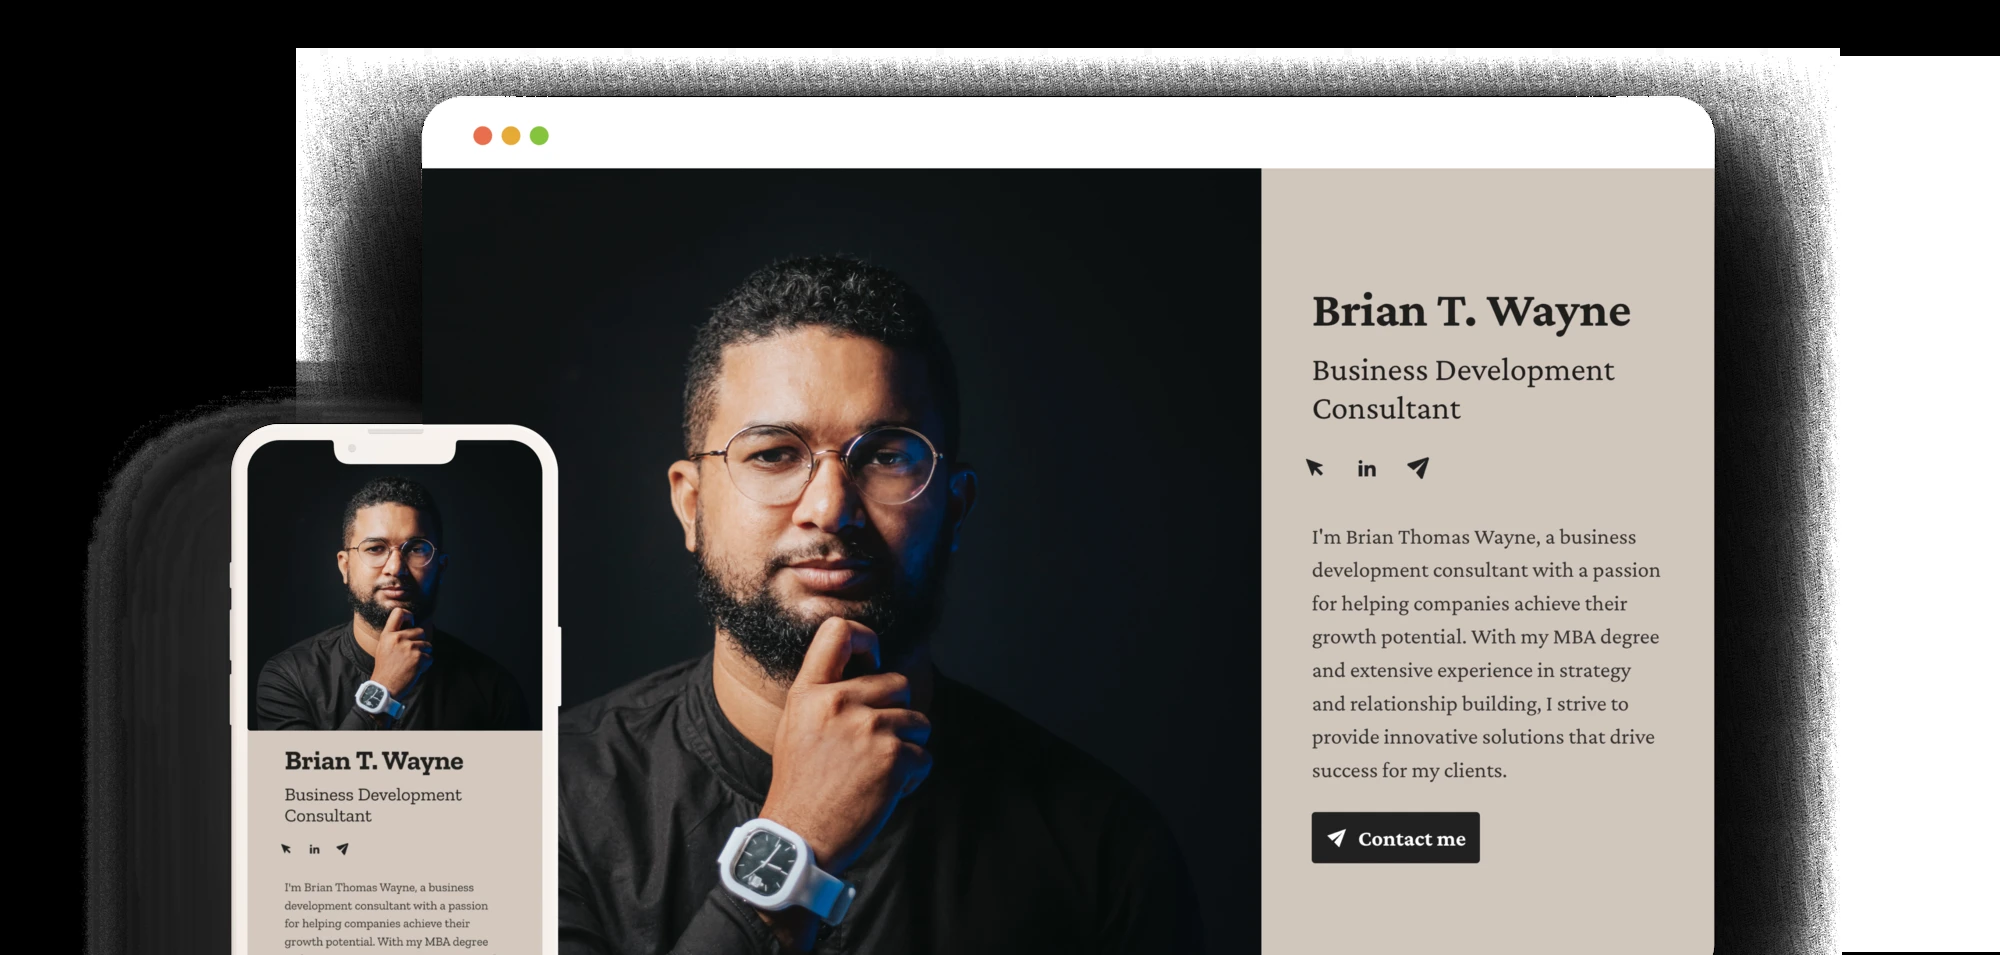 Brian T. Wayne
Business Development
Consultant
in
I'm Brian Thomas Wayne, a business
development consultant with a passion
for helping companies achieve their
growth potential. With my MBA degree
and extensive experience in strategy
and relationship building, I strive to
provide innovative solutions that drive
success for my clients.
Contact me
Brian T. Wayne
Business Development
Consultant
in
I'm Brian Thomas Wayne, a business
development consultant with a passion
for helping companies achieve their
growth potential. With my MBA degree